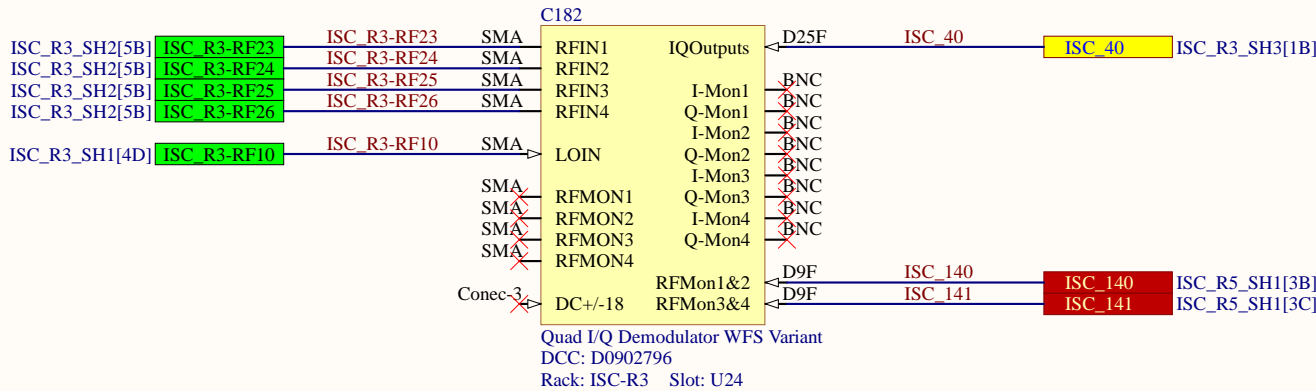 C182
ISC_R3_SH2[5B] ISC_R3-RF23 ISC_R3-RF23 SMA RFIN1 IQOutputs D25F ISC_40 ISC_40 ISC_R3_SH3[1B]
ISC_R3_SH2[5B] ISC_R3-RF24 ISC_R3-RF24 SMA RFIN2
ISC_R3_SH2[5B] ISC_R3-RF25 ISC_R3-RF25 SMA RFIN3 I-Mon1 BNC
ISC_R3_SH2[5B] ISC_R3-RF26 ISC_R3-RF26 SMA RFIN4 Q-Mon1 BNC
I-Mon2 BNC
ISC_R3_SH1[4D] ISC_R3-RF10 ISC_R3-RF10 SMA LOIN Q-Mon2 BNC
I-Mon3 BNC
SMA RFMON1 Q-Mon3 BNC
SMA RFMON2 I-Mon4 BNC
SMA RFMON3 Q-Mon4 BNC
SMA RFMON4
RFMon1&2 D9F ISC_140 ISC_140 ISC_R5_SH1[3B]
Conec-3 DC+/-18 RFMon3&4 D9F ISC_141 ISC_141 ISC_R5_SH1[3C]
Quad I/Q Demodulator WFS Variant
DCC: D0902796
Rack: ISC-R3 Slot: U24